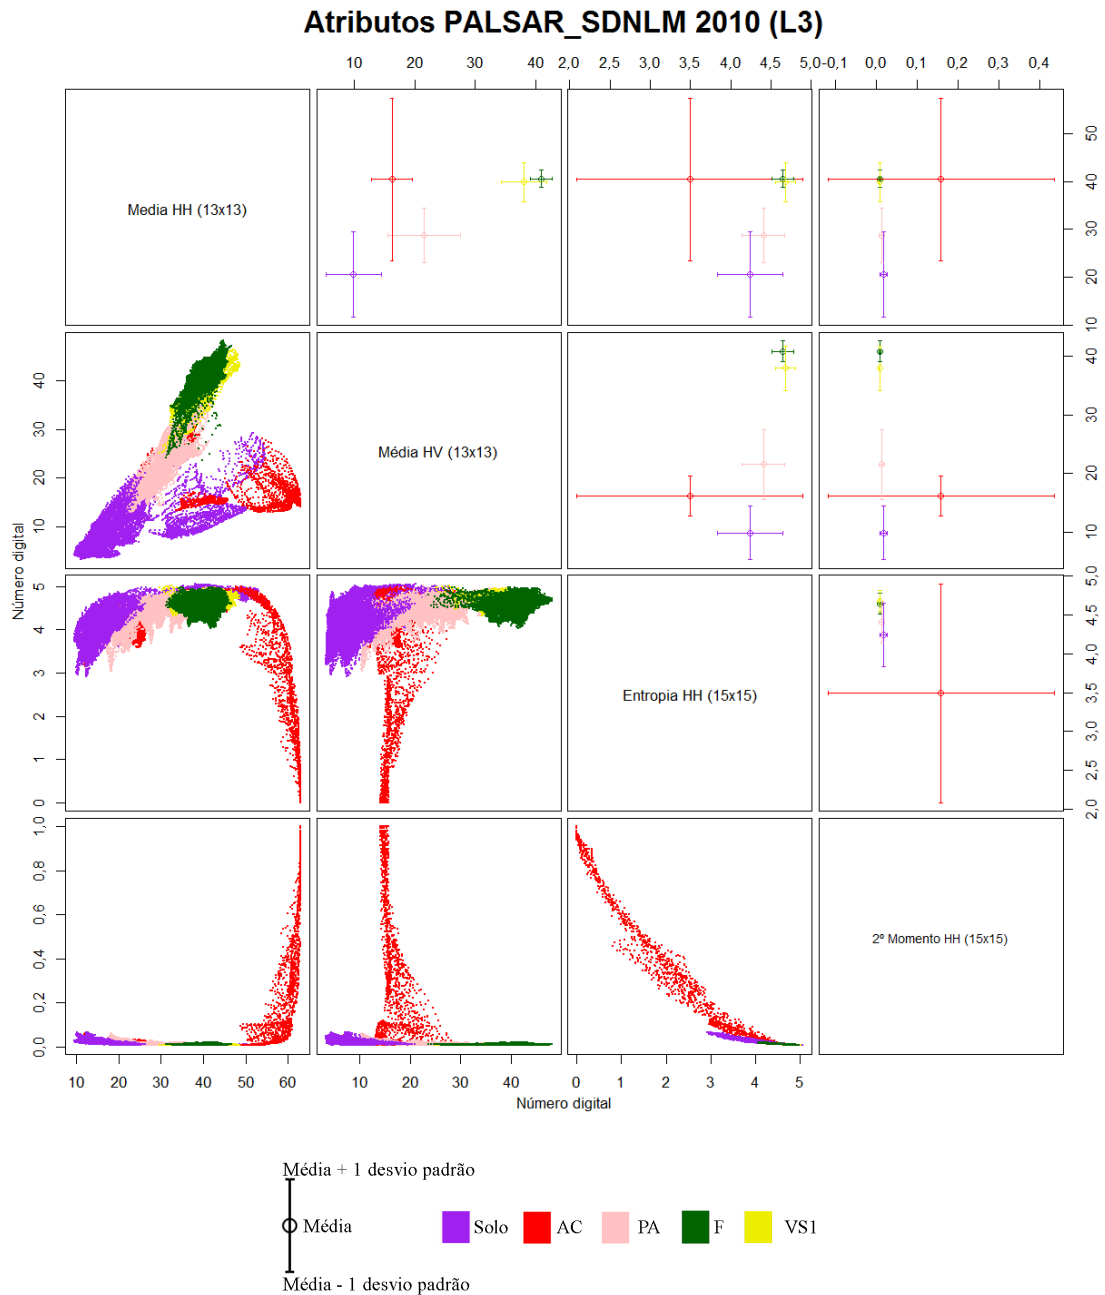 Atributos PALSAR_SDNLM 2010 (L3)
10 20 30 40
2,0 3,5 4,0 4,5 5,0
-0,1 0,0 0,1 0,2 0,3 0,4
Media HH (13x13)
10 20 30 40 50
10 20 30 40
Média HV (13x13)
0,0 10 20 30 40
Número digital
0 1 2 3 4 5
Entropia HH (15x15)
2,0 2,5 3,0 3,5 4,0 4,5 5,0
0,0 0,2 0,4 0,6 0,8 1,0
2º Momento HH (15x15)
10 20 30 40 50 60
10 20 30 40
0 1 2 3 4 5
Número digital
Média + 1 desvio padrão
Média
Solo AC PA F VS1
Média - 1 desvio padrão